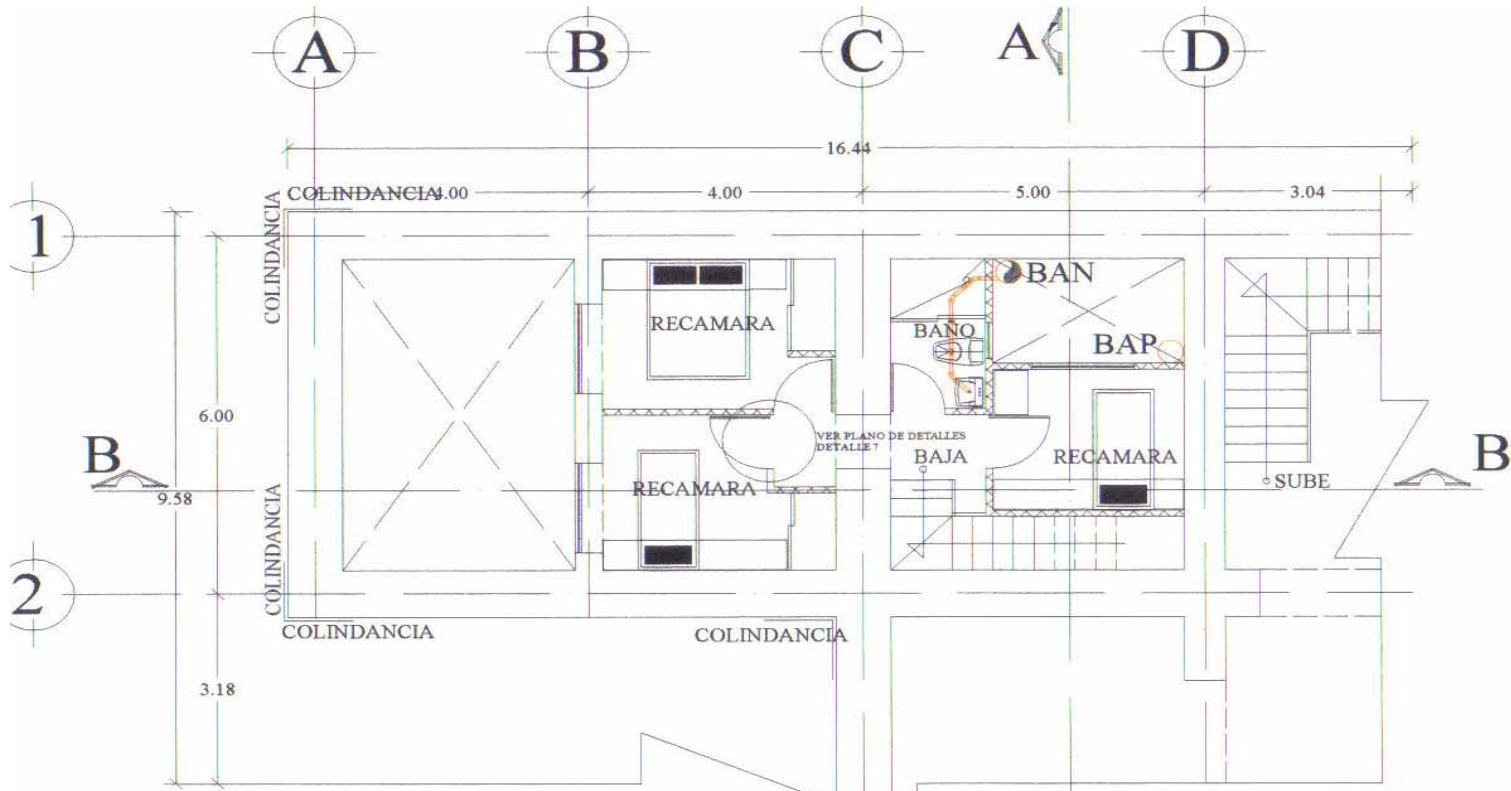 A
B
C
A
D
16.44
COLINDANCIA
4.00
4.00
5.00
3.04
1
COLINDANCIA
BAN
RECAMARA
BAÑO
BAP
6.00
VER PLANO DE DETALLES
DETALLE 7
B
BAJA
RECAMARA
B
RECAMARA
SUBE
9.58
COLINDANCIA
2
COLINDANCIA
COLINDANCIA
3.18